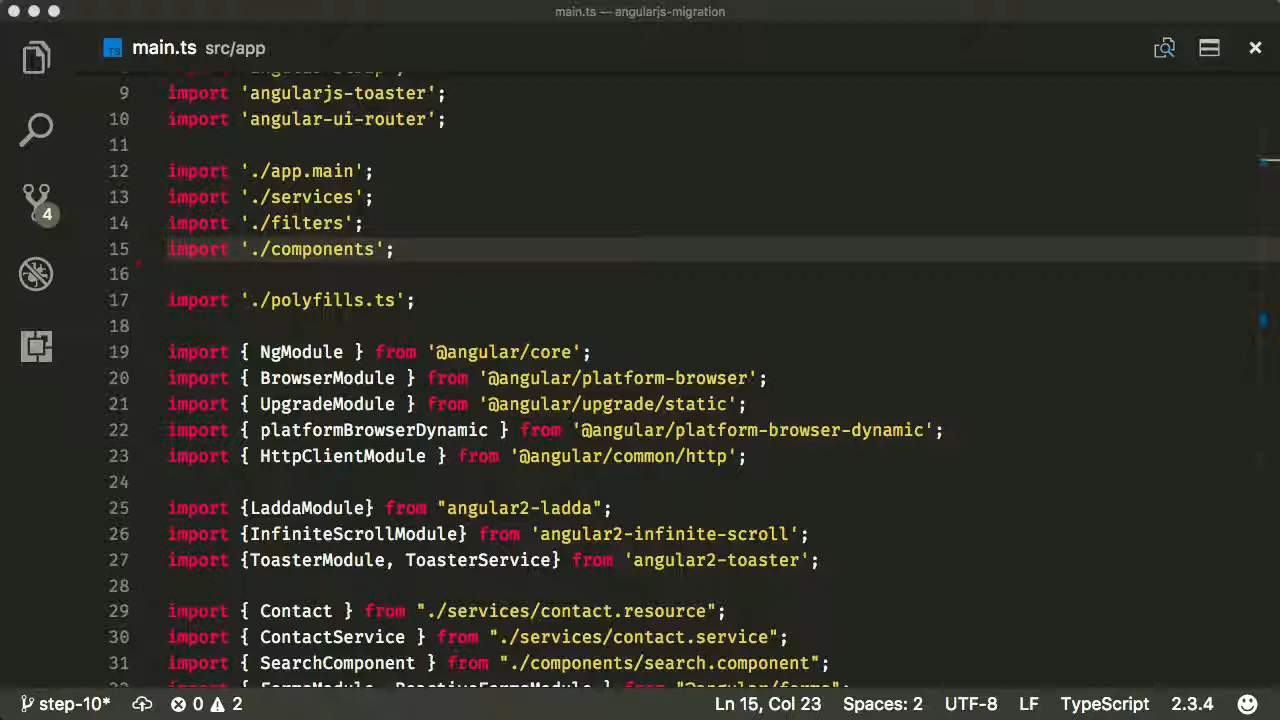 main.ts — angularjs-migration
TS main.ts src/app
9 import 'angularjs-toaster';
10 import 'angular-ui-router';
11
12 import './app.main';
13 import './services';
14 import './filters';
15 import './components';
16
17 import './polyfills.ts';
18
19 import { NgModule } from '@angular/core';
20 import { BrowserModule } from '@angular/platform-browser';
21 import { UpgradeModule } from '@angular/upgrade/static';
22 import { platformBrowserDynamic } from '@angular/platform-browser-dynamic';
23 import { HttpClientModule } from '@angular/common/http';
24
25 import {LaddaModule} from "angular2-ladda";
26 import {InfiniteScrollModule} from 'angular2-infinite-scroll';
27 import {ToasterModule, ToasterService} from 'angular2-toaster';
28
29 import { Contact } from "./services/contact.resource";
30 import { ContactService } from "./services/contact.service";
31 import { SearchComponent } from "./components/search.component";
4
step-10* 0 2 Ln 15, Col 23 Spaces: 2 UTF-8 LF TypeScript 2.3.4